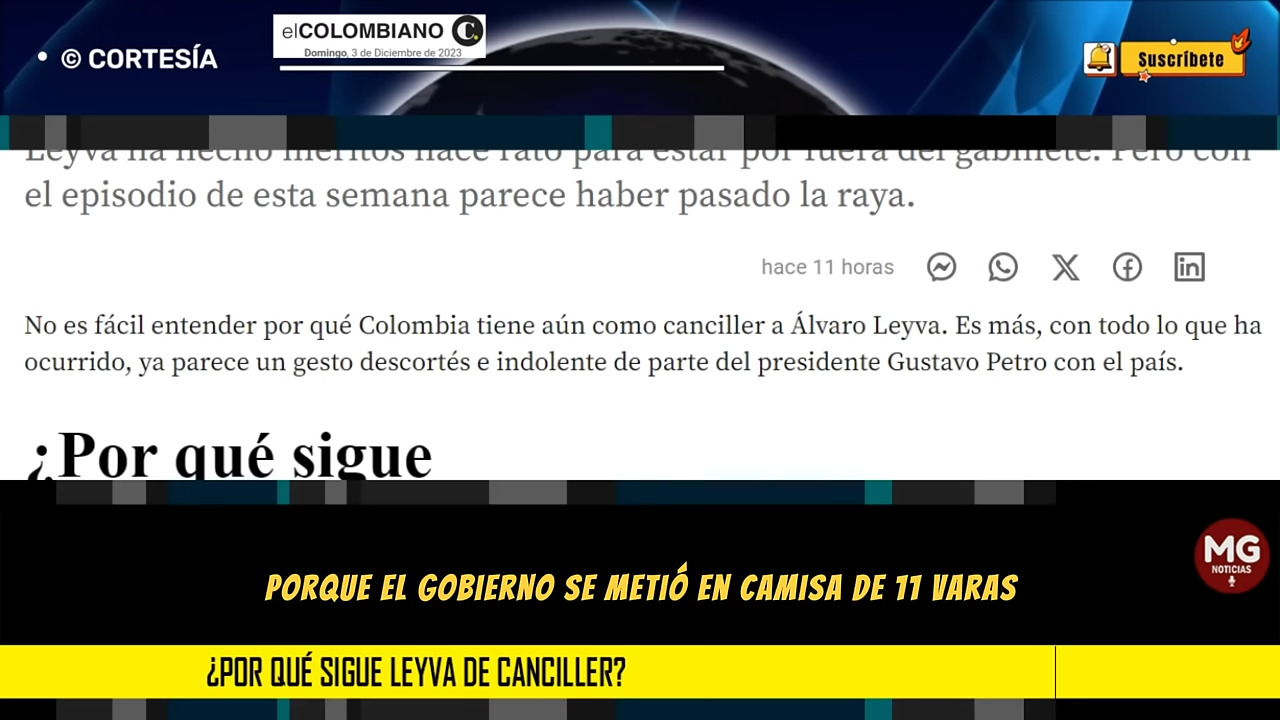 • © CORTESÍA
elCOLOMBIANO C.
Domingo, 3 de Diciembre de 2023
Suscríbete
Leyva ha hecho méritos hace rato para estar por fuera del gabinete. Pero con
el episodio de esta semana parece haber pasado la raya.
hace 11 horas
No es fácil entender por qué Colombia tiene aún como canciller a Álvaro Leyva. Es más, con todo lo que ha
ocurrido, ya parece un gesto descortés e indolente de parte del presidente Gustavo Petro con el país.
¿Por qué sigue
PORQUE EL GOBIERNO SE METIÓ EN CAMISA DE 11 VARAS
MG
NOTICIAS
¿POR QUÉ SIGUE LEYVA DE CANCILLER?